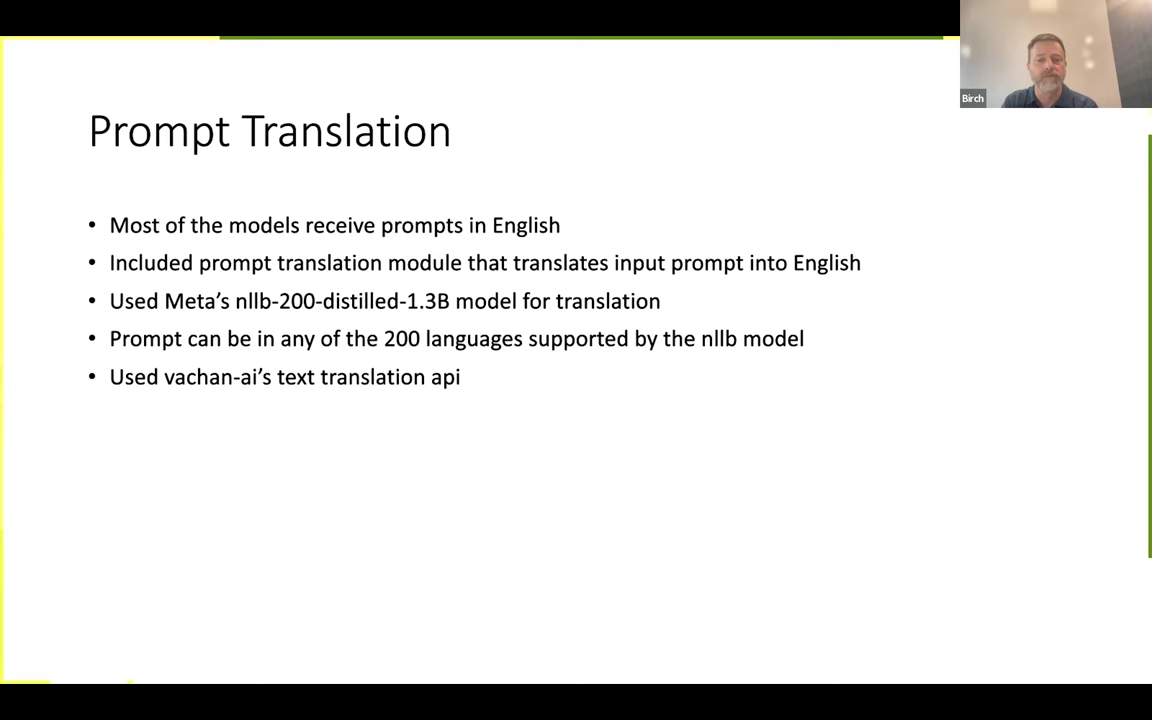 Birch
Prompt Translation
• Most of the models receive prompts in English
• Included prompt translation module that translates input prompt into English
• Used Meta’s nllb-200-distilled-1.3B model for translation
• Prompt can be in any of the 200 languages supported by the nllb model
• Used vachan-ai’s text translation api